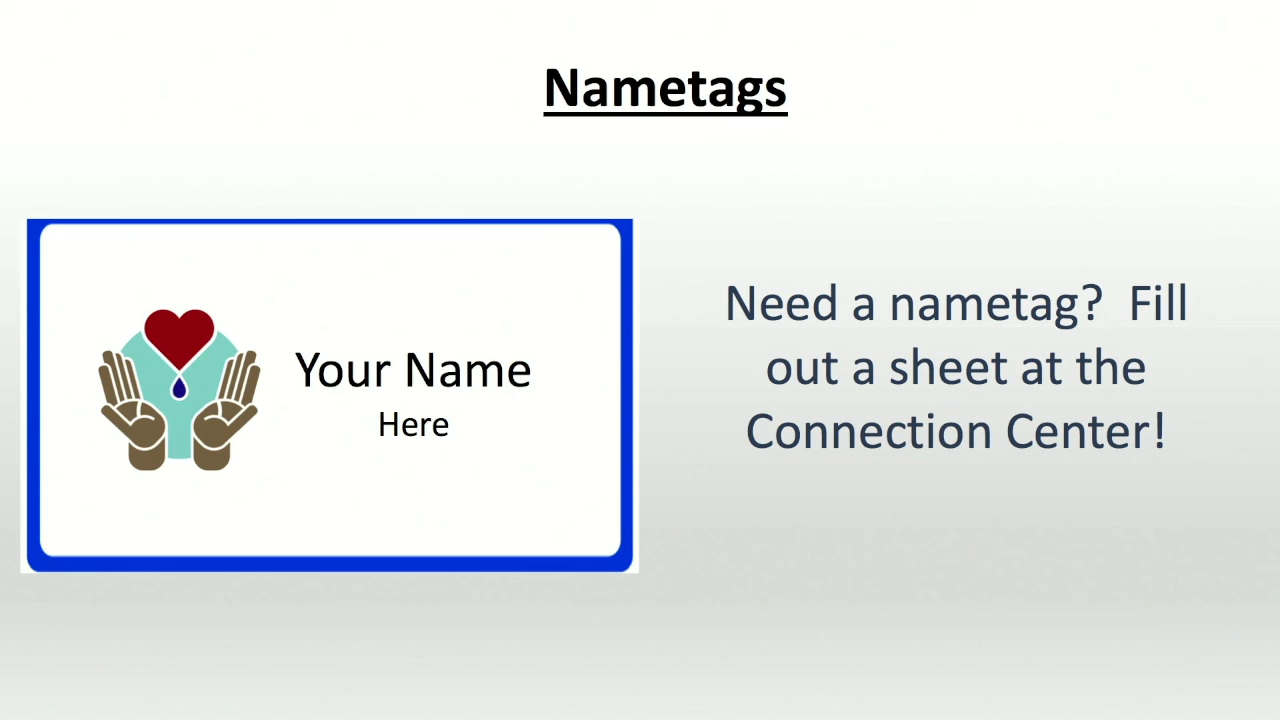 Nametags
Your Name
Here
Need a nametag?  Fill
out a sheet at the
Connection Center!